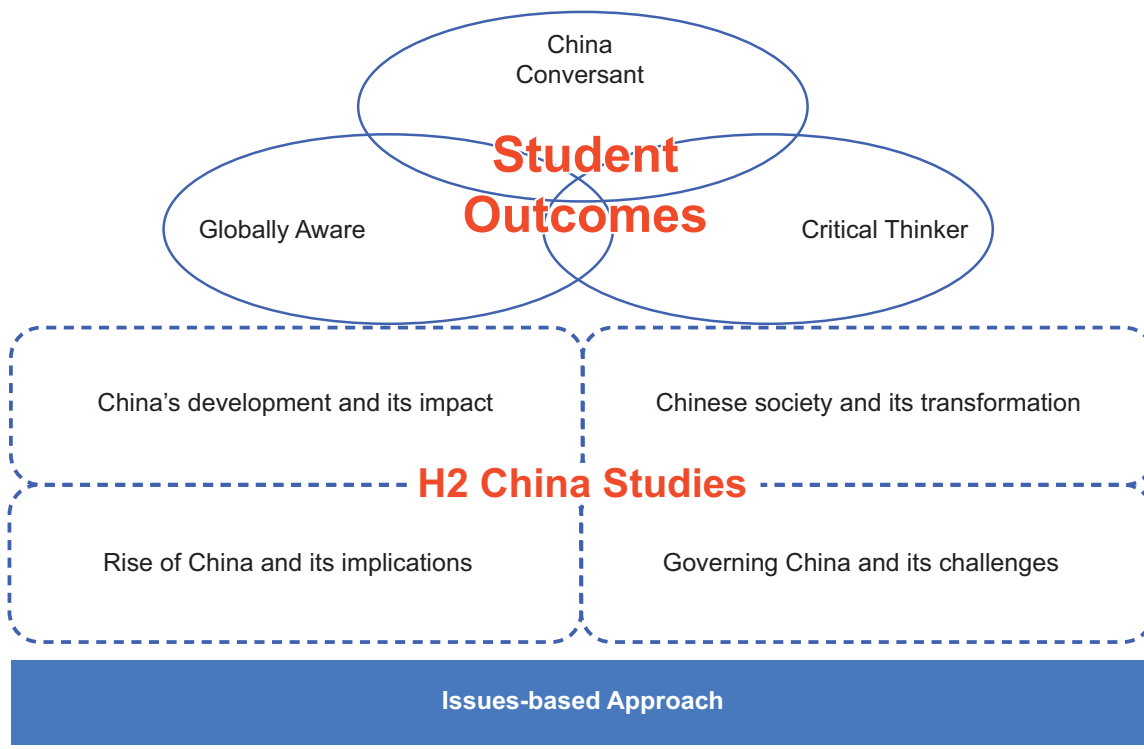 China
Conversant
Student
Outcomes
Globally Aware
Critical Thinker
China’s development and its impact
Chinese society and its transformation
H2 China Studies
Rise of China and its implications
Governing China and its challenges
Issues-based Approach